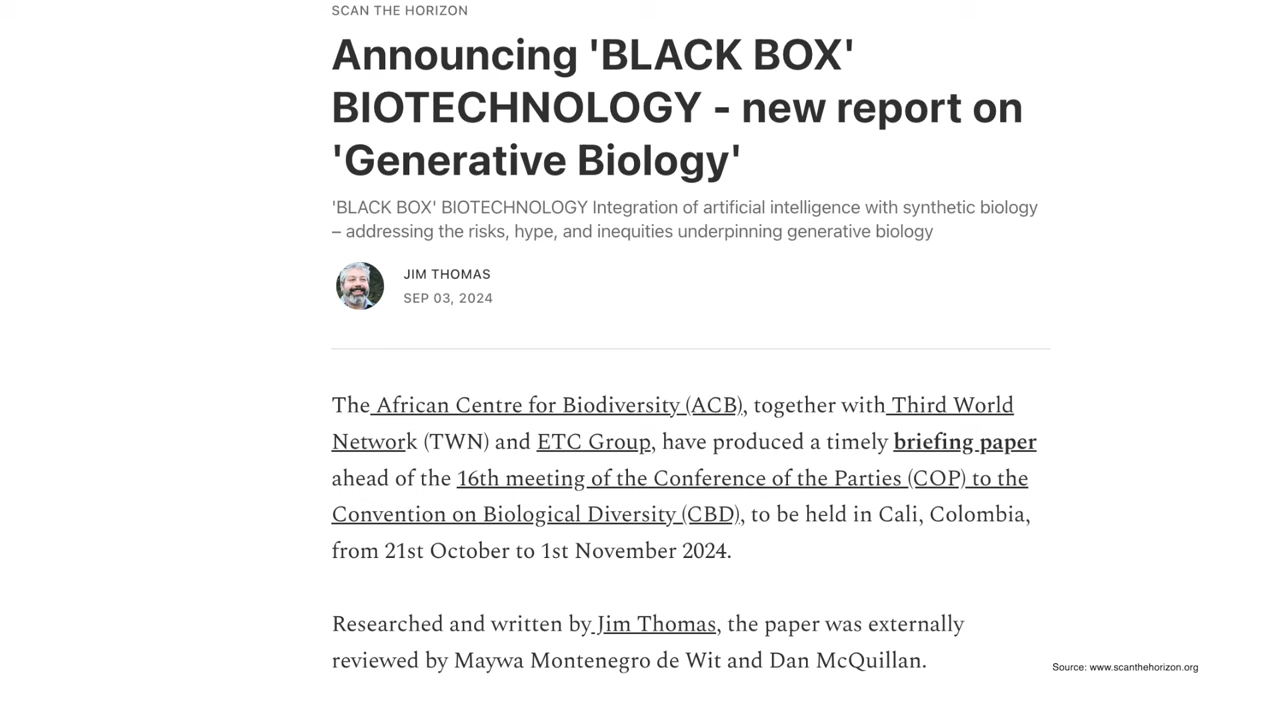 SCAN THE HORIZON
Announcing 'BLACK BOX'
BIOTECHNOLOGY - new report on
'Generative Biology'
'BLACK BOX' BIOTECHNOLOGY Integration of artificial intelligence with synthetic biology
– addressing the risks, hype, and inequities underpinning generative biology
JIM THOMAS
SEP 03, 2024
The African Centre for Biodiversity (ACB), together with Third World
Network (TWN) and ETC Group, have produced a timely briefing paper
ahead of the 16th meeting of the Conference of the Parties (COP) to the
Convention on Biological Diversity (CBD), to be held in Cali, Colombia,
from 21st October to 1st November 2024.
Researched and written by Jim Thomas, the paper was externally
reviewed by Maywa Montenegro de Wit and Dan McQuillan.
Source: www.scanthehorizon.org